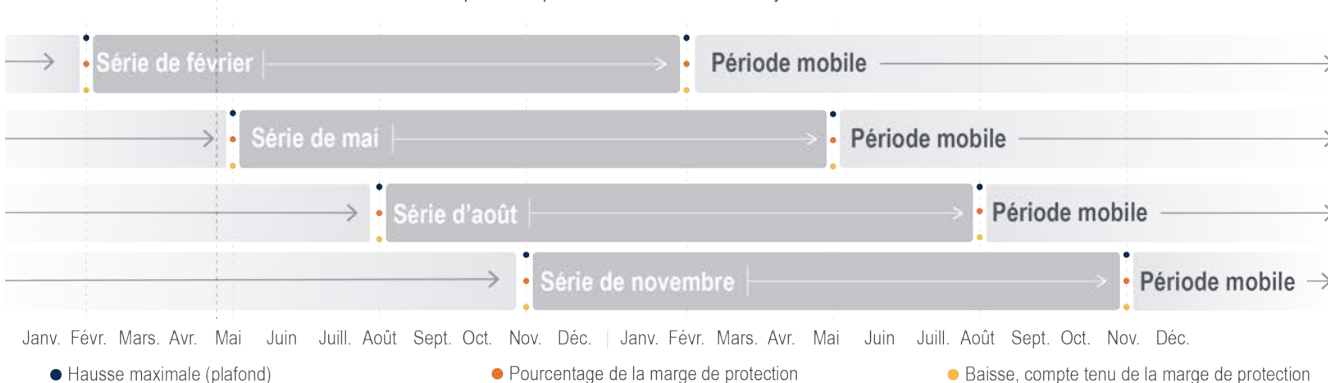 Série de février Période mobile
Série de mai Période mobile
Série d'août Période mobile
Série de novembre Période mobile
Janv. Févr. Mars. Avr. Mai Juin Juill. Août Sept. Oct. Nov. Déc. Janv. Févr. Mars. Avr. Mai Juin Juill. Août Sept. Oct. Nov. Déc.
Hausse maximale (plafond) Pourcentage de la marge de protection Baisse, compte tenu de la marge de protection